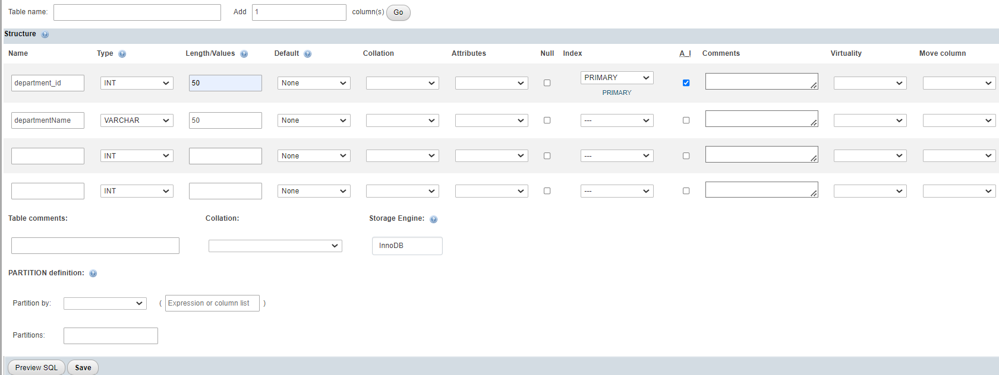 Table name: Add 1 column(s) Go
Structure
Name Type Length/Values Default Collation Attributes Null Index A_I Comments Virtuality Move column
department_id INT 50 None PRIMARY
PRIMARY
departmentName VARCHAR 50 None ---
INT None ---
INT None ---
Table comments: Collation: Storage Engine:
InnoDB
PARTITION definition:
Partition by: ( Expression or column list )
Partitions:
Preview SQL Save